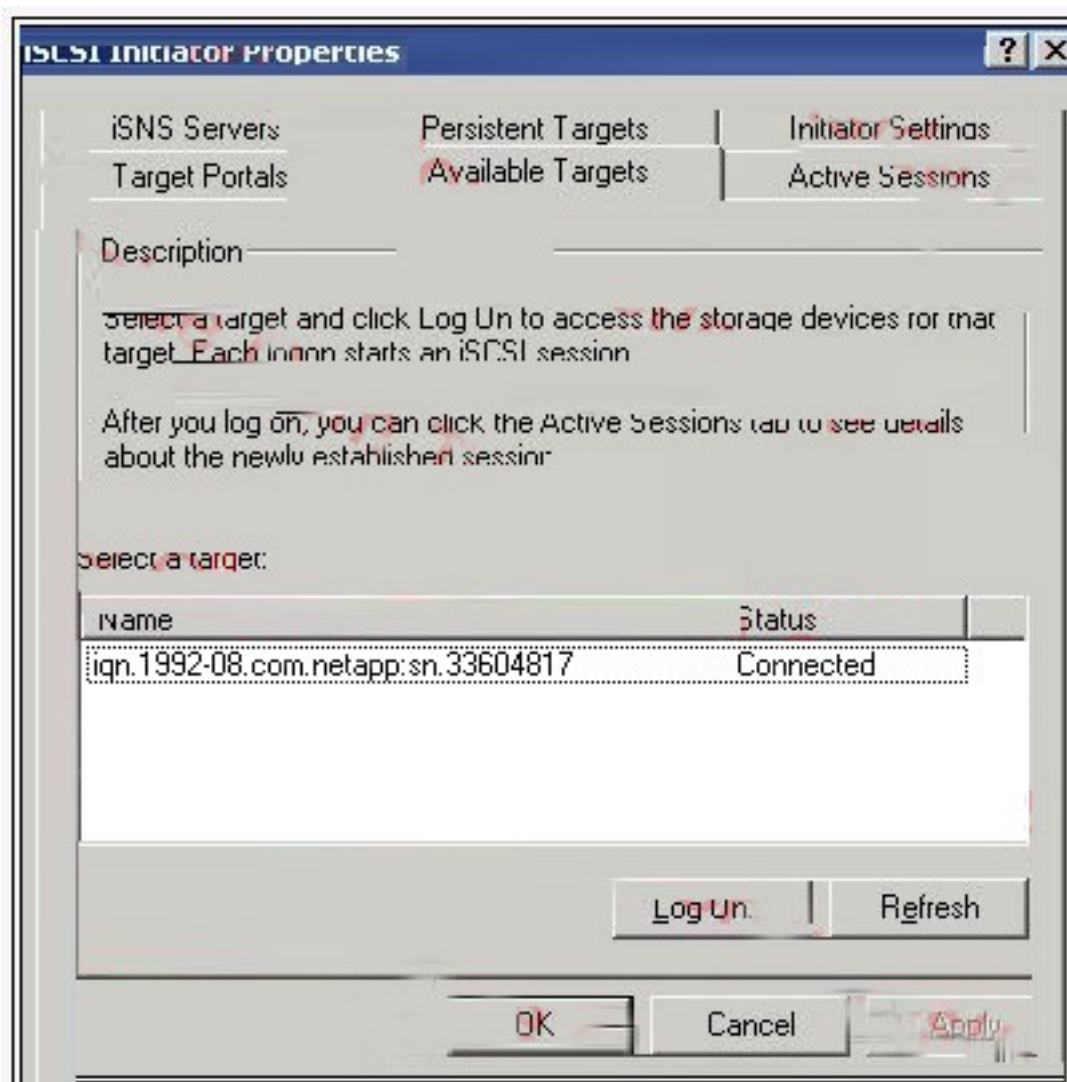 iSCSI Initiator Properties
iSNS Servers Persistent Targets Initiator Settings
Target Portals Available Targets Active Sessions
Description
Select a target and click Log On to access the storage devices for that
target. Each logon starts an iSCSI session.
After you log on, you can click the Active Sessions tab to see details
about the newly established session.
Select a target:
Name Status
iqn.1992-08.com.netapp:sn.33604817 Connected
Log On... Refresh
OK Cancel Apply